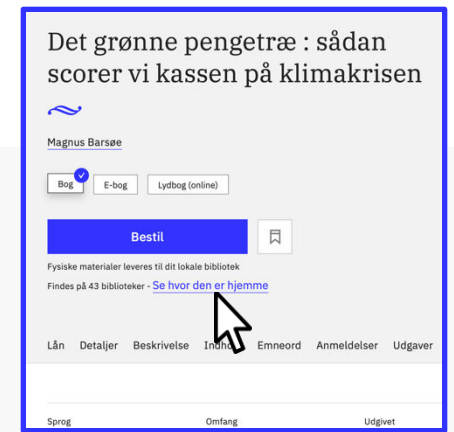 Det grønne pengetræ : sådan
scorer vi kassen på klimakrisen
Magnus Barsøe
Bog
E-bog
Lydbog (online)
Bestil
Fysiske materialer leveres til dit lokale bibliotek
Findes på 43 biblioteker - Se hvor den er hjemme
Lån Detaljer Beskrivelse Emneord Anmeldelser Udgaver
Sprog Omfang Udgivet